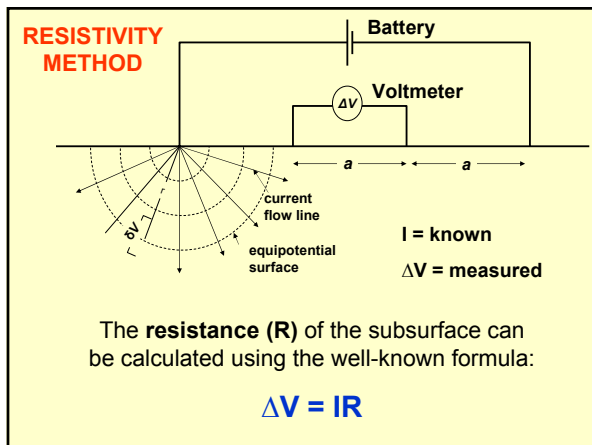 RESISTIVITY
METHOD
Battery
Voltmeter
ΔV
a
a
current
flow line
δV
equipotential
surface
I = known
ΔV = measured
The resistance (R) of the subsurface can
be calculated using the well-known formula:
ΔV = IR